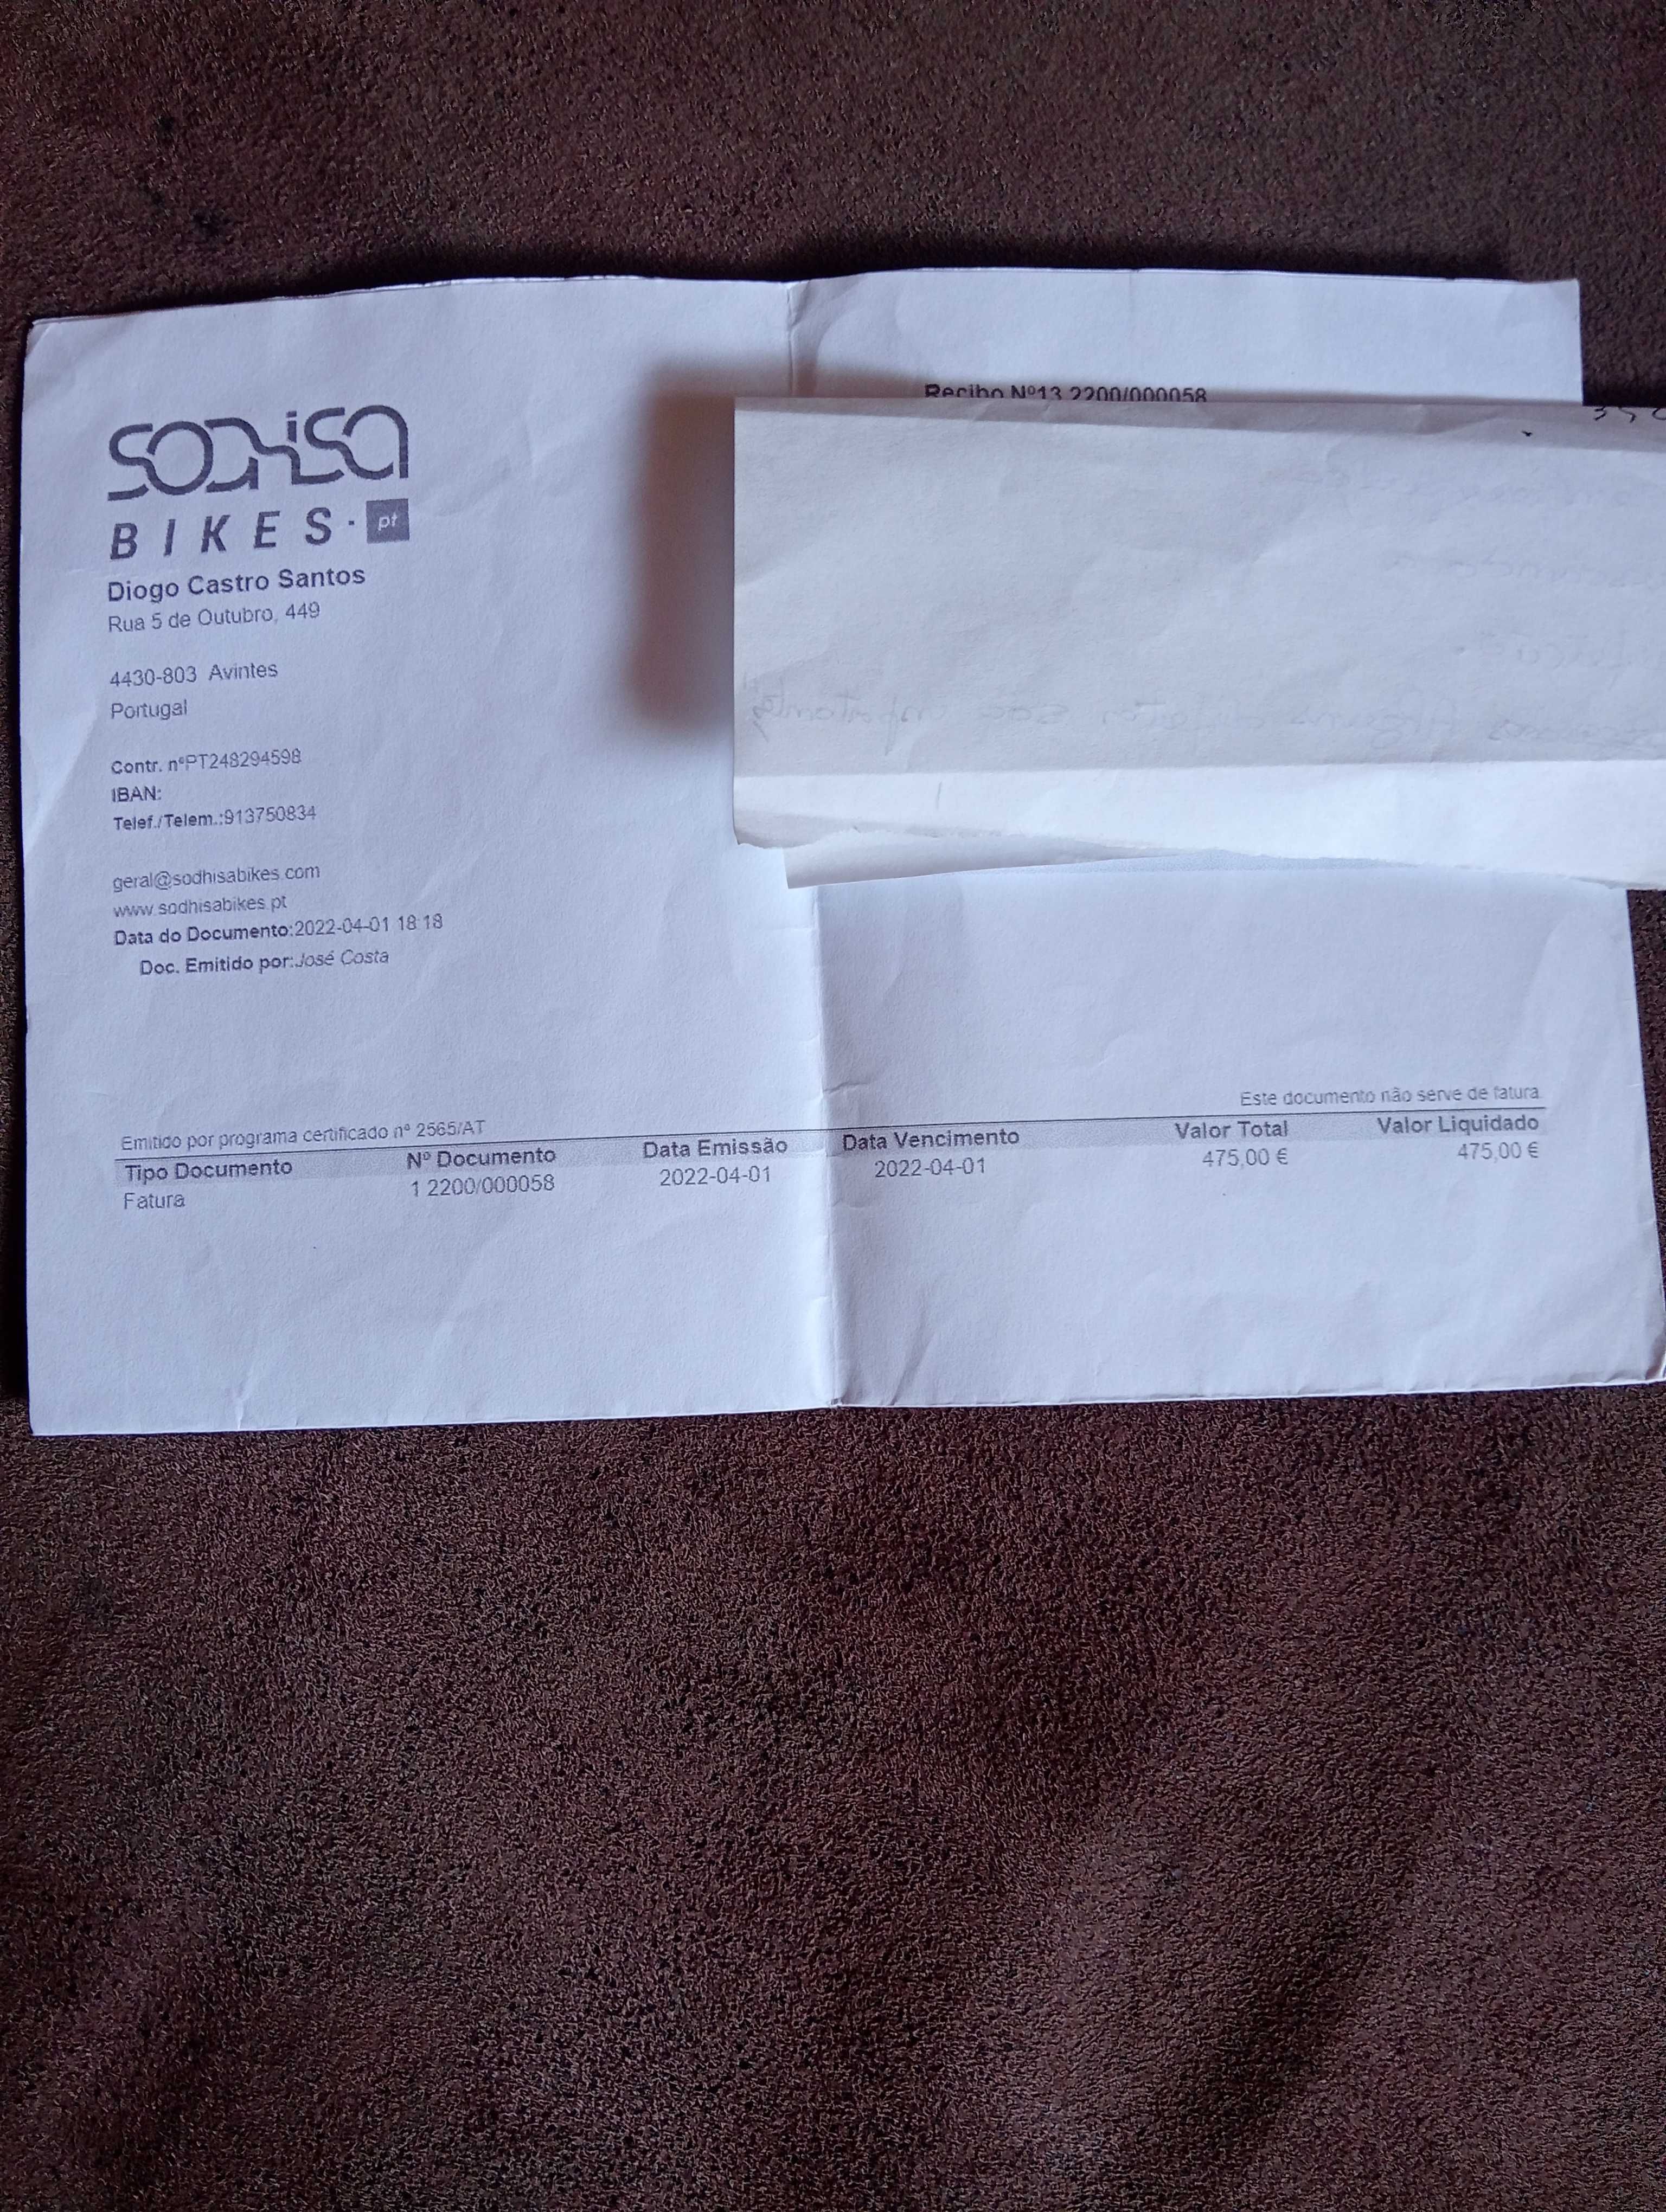 Recibo Nº13 2200/000058
sodhisa
BIKES.pt
Diogo Castro Santos
Rua 5 de Outubro, 449
4430-803 Avintes
Portugal
Contr. nºPT248294598
IBAN:
Telef./Telem.:913750834
geral@sodhisabikes.com
www.sodhisabikes.pt
Data do Documento:2022-04-01 18:18
Doc. Emitido por:José Costa
Este documento não serve de fatura
Emitido por programa certificado nº 2565/AT
Tipo Documento Nº Documento Data Emissão Data Vencimento Valor Total Valor Liquidado
Fatura 1 2200/000058 2022-04-01 2022-04-01 475,00 € 475,00 €